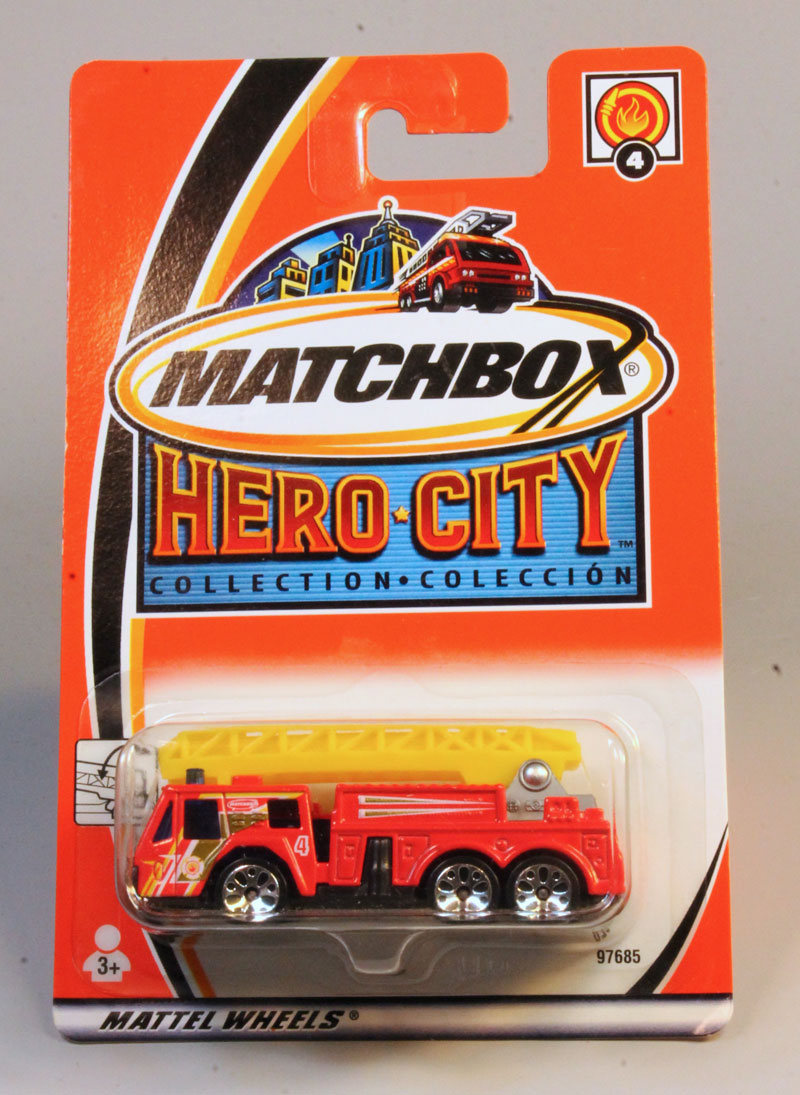 4
MATCHBOX®
HERO★CITY™
COLLECTION•COLECCIÓN
4
97685
3+
MATTEL WHEELS®